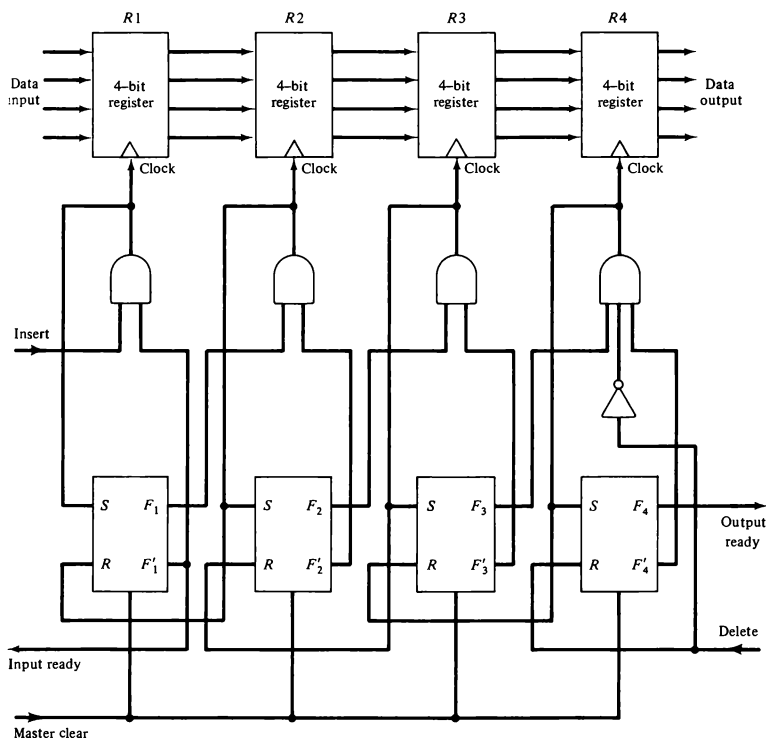 R1 R2 R3 R4
Data input
4-bit register
4-bit register
4-bit register
4-bit register
Data output
Clock Clock Clock Clock
Insert
S F₁ S F₂ S F₃ S F₄
Output ready
R F′₁ R F′₂ R F′₃ R F′₄
Delete
Input ready
Master clear